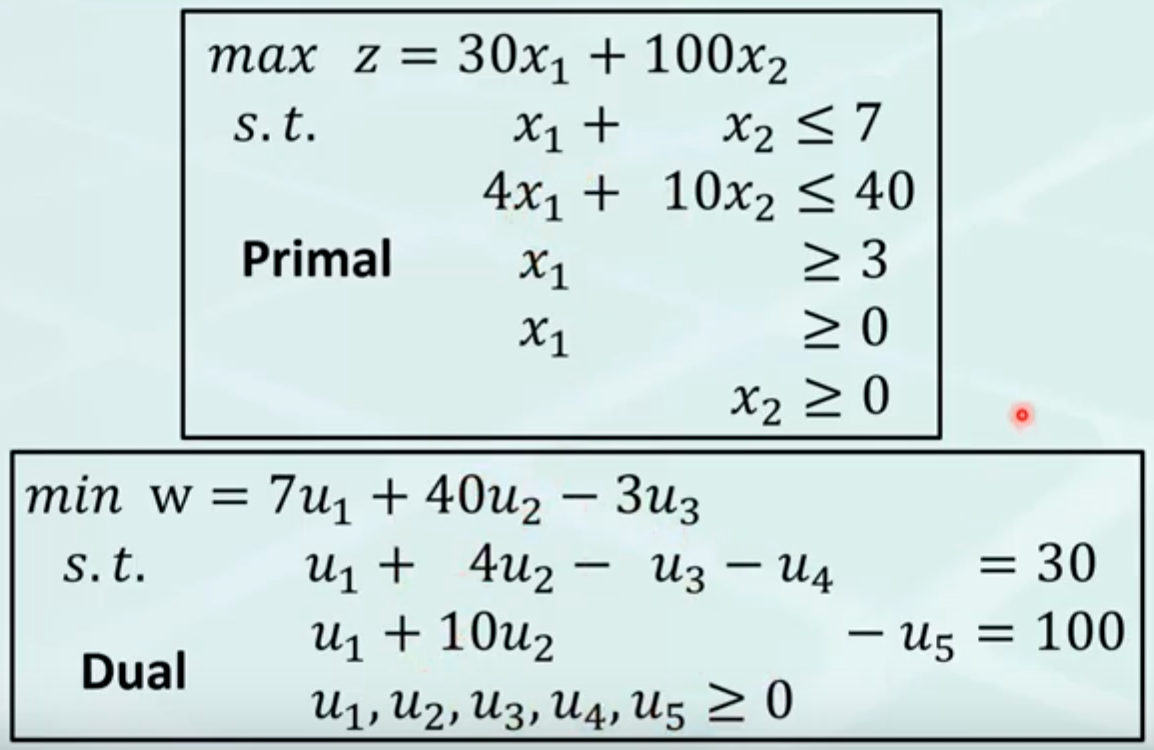 max z = 30x₁ + 100x₂
s.t. x₁ + x₂ ≤ 7
4x₁ + 10x₂ ≤ 40
Primal x₁ ≥ 3
x₁ ≥ 0
x₂ ≥ 0
min w = 7u₁ + 40u₂ − 3u₃
s.t. u₁ + 4u₂ − u₃ − u₄ = 30
u₁ + 10u₂ − u₅ = 100
Dual
u₁, u₂, u₃, u₄, u₅ ≥ 0